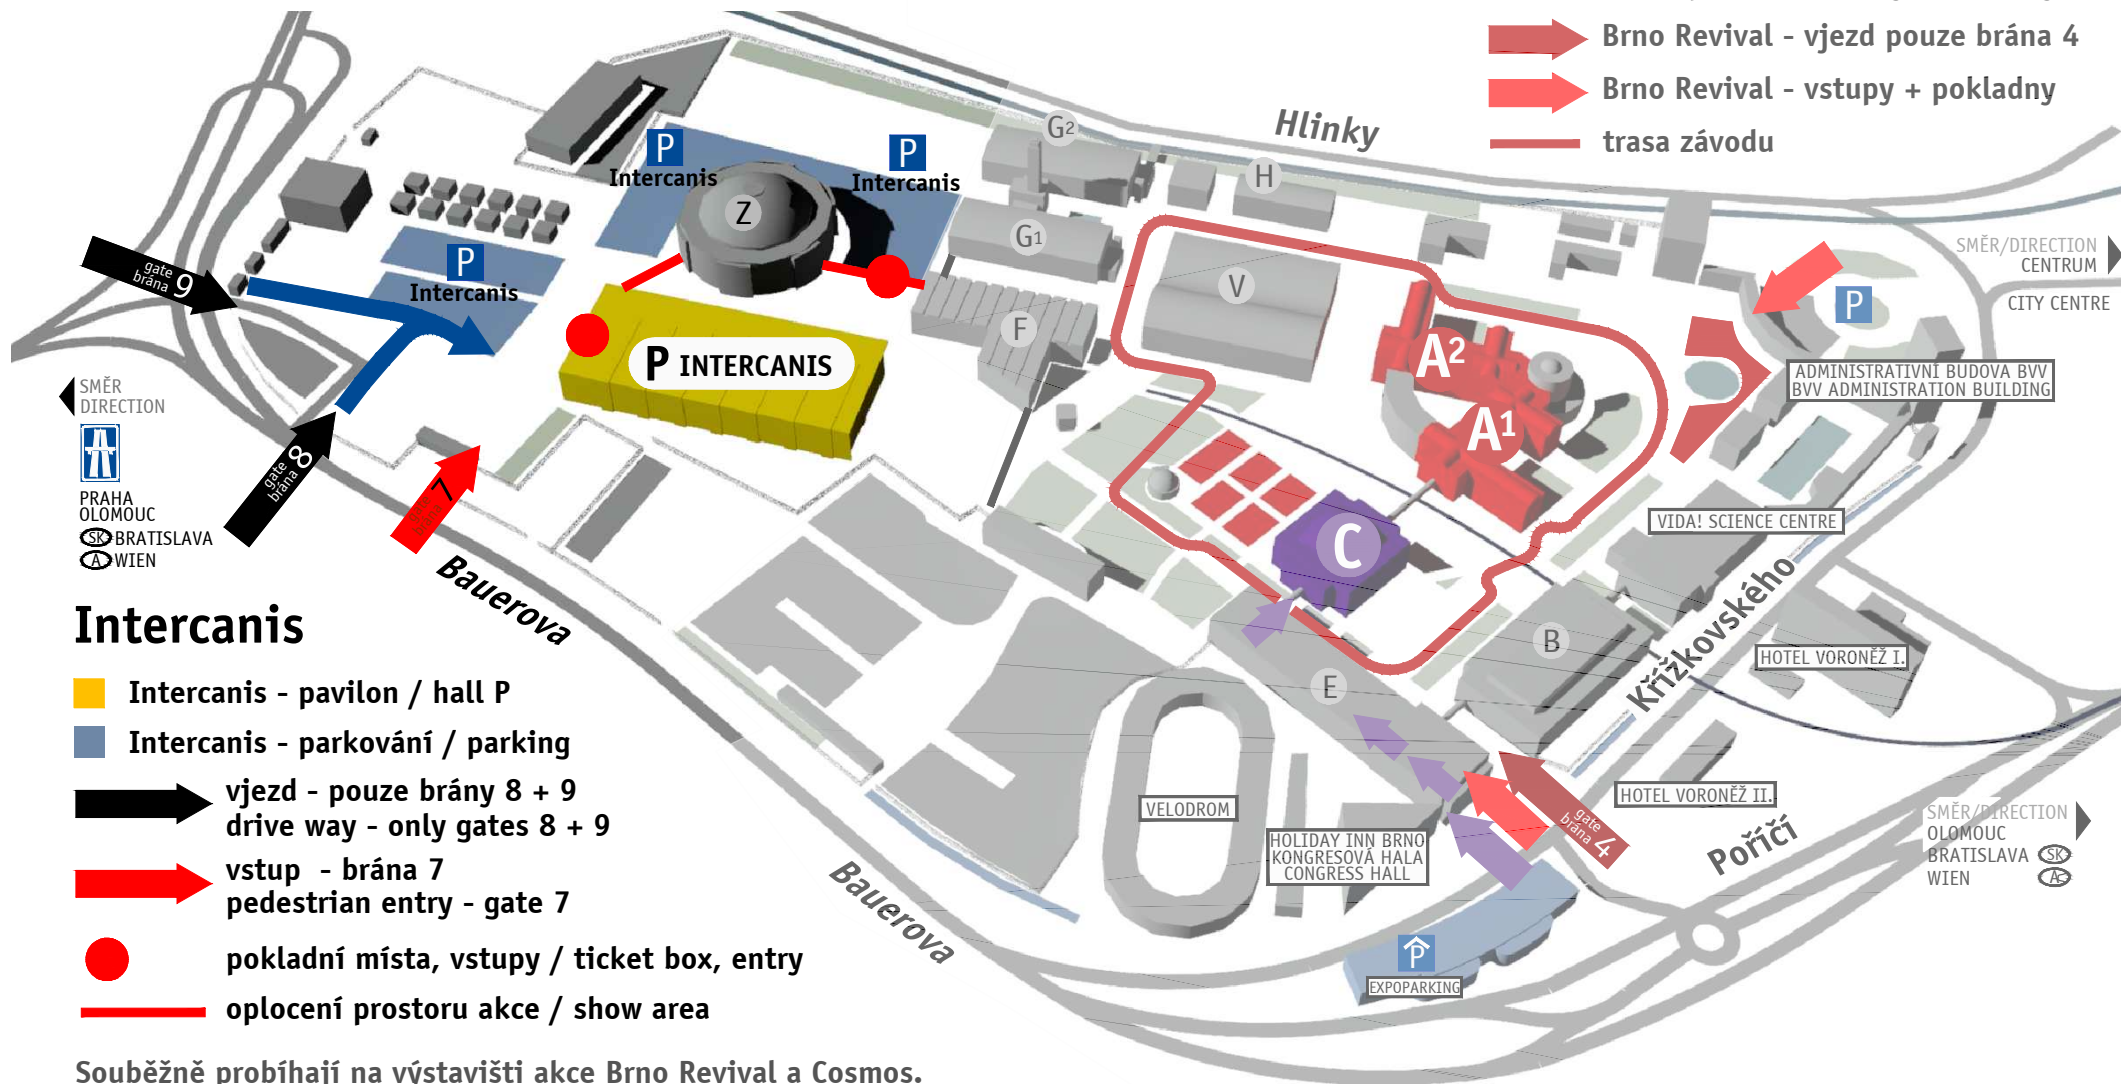 Brno Revival - vjezd pouze brána 4
Brno Revival - vstupy + pokladny
trasa závodu
Hlinky
G2
H
P
Intercanis
P
Intercanis
Z
G1
V
F
P
Intercanis
gate
brána 9
P INTERCANIS
A2
A1
P
SMĚR/DIRECTION
CENTRUM
CITY CENTRE
ADMINISTRATIVNÍ BUDOVA BVV
BVV ADMINISTRATION BUILDING
SMĚR
DIRECTION
PRAHA
OLOMOUC
SK BRATISLAVA
A WIEN
gate
brána 8
gate
brána 7
Bauerova
C
VIDA! SCIENCE CENTRE
Křížkovského
B
E
HOTEL VORONĚŽ I.
HOTEL VORONĚŽ II.
VELODROM
HOLIDAY INN BRNO
KONGRESOVÁ HALA
CONGRESS HALL
gate
brána 4
Poříčí
SMĚR/DIRECTION
OLOMOUC
BRATISLAVA SK
WIEN A
Bauerova
P
EXPOPARKING
Intercanis
Intercanis - pavilon / hall P
Intercanis - parkování / parking
vjezd - pouze brány 8 + 9
drive way - only gates 8 + 9
vstup - brána 7
pedestrian entry - gate 7
pokladní místa, vstupy / ticket box, entry
oplocení prostoru akce / show area
Souběžně probíhají na výstavišti akce Brno Revival a Cosmos.